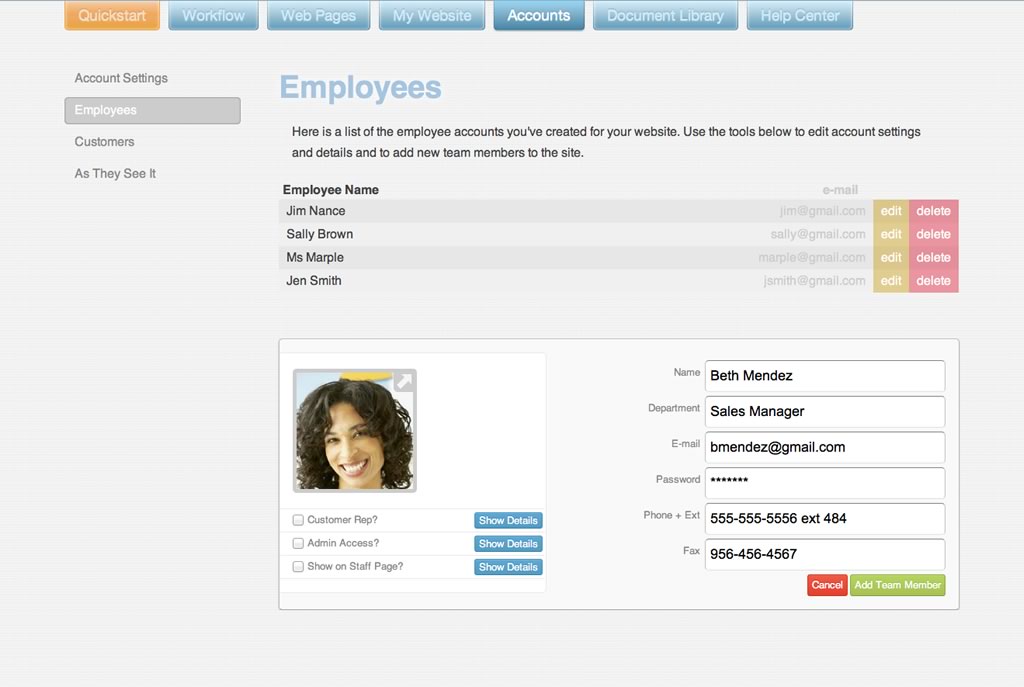 Quickstart Workflow Web Pages My Website Accounts Document Library Help Center
Account Settings
Employees
Customers
As They See It
Employees
Here is a list of the employee accounts you've created for your website. Use the tools below to edit account settings
and details and to add new team members to the site.
Employee Name e-mail
Jim Nance jim@gmail.com edit delete
Sally Brown sally@gmail.com edit delete
Ms Marple marple@gmail.com edit delete
Jen Smith jsmith@gmail.com edit delete
Customer Rep? Show Details
Admin Access? Show Details
Show on Staff Page? Show Details
Name Beth Mendez
Department Sales Manager
E-mail bmendez@gmail.com
Password *******
Phone + Ext 555-555-5556 ext 484
Fax 956-456-4567
Cancel Add Team Member